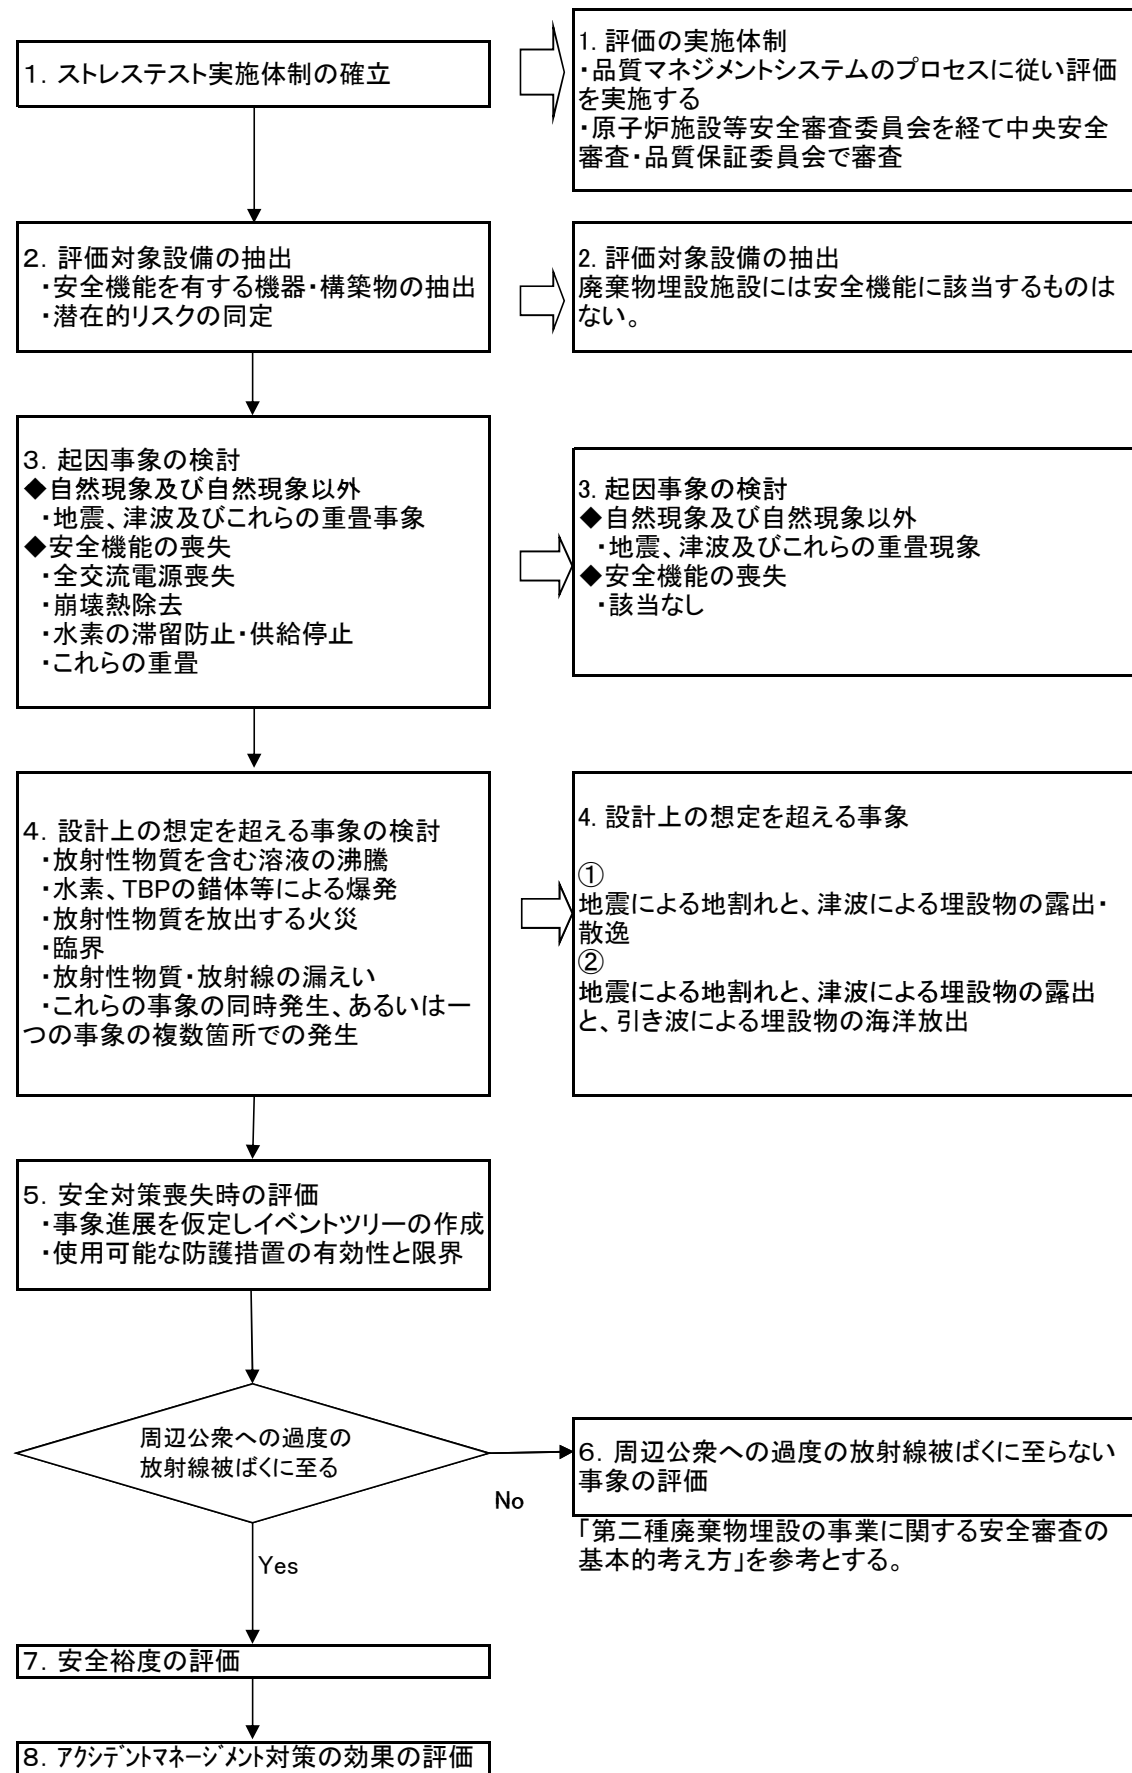 1．ストレステスト実施体制の確立
1. 評価の実施体制
・品質マネジメントシステムのプロセスに従い評価
を実施する
・原子炉施設等安全審査委員会を経て中央安全
審査・品質保証委員会で審査
2．評価対象設備の抽出
・安全機能を有する機器・構築物の抽出
・潜在的リスクの同定
2. 評価対象設備の抽出
廃棄物埋設施設には安全機能に該当するものは
ない。
3．起因事象の検討
◆自然現象及び自然現象以外
・地震、津波及びこれらの重畳事象
◆安全機能の喪失
・全交流電源喪失
・崩壊熱除去
・水素の滞留防止・供給停止
・これらの重畳
3. 起因事象の検討
◆自然現象及び自然現象以外
・地震、津波及びこれらの重畳現象
◆安全機能の喪失
・該当なし
4．設計上の想定を超える事象の検討
・放射性物質を含む溶液の沸騰
・水素、TBPの錯体等による爆発
・放射性物質を放出する火災
・臨界
・放射性物質・放射線の漏えい
・これらの事象の同時発生、あるいは一
つの事象の複数箇所での発生
4. 設計上の想定を超える事象
①
地震による地割れと、津波による埋設物の露出・
散逸
②
地震による地割れと、津波による埋設物の露出
と、引き波による埋設物の海洋放出
5．安全対策喪失時の評価
・事象進展を仮定しイベントツリーの作成
・使用可能な防護措置の有効性と限界
周辺公衆への過度の
放射線被ばくに至る
No
Yes
6．周辺公衆への過度の放射線被ばくに至らない
事象の評価
「第二種廃棄物埋設の事業に関する安全審査の
基本的考え方」を参考とする。
7．安全裕度の評価
8．ｱｸｼﾃﾞﾝﾄﾏﾈｰｼﾞﾒﾝﾄ対策の効果の評価